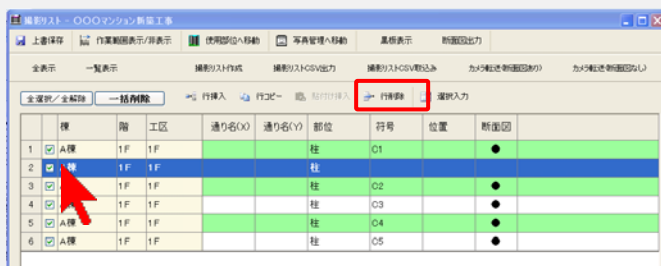 撮影リスト - 〇〇〇マンション新築工事
上書保存 作業範囲表示/非表示 使用部位へ移動 写真管理へ移動 黒板表示 断面図出力
全表示 一覧表示 撮影リスト作成 撮影リストCSV出力 撮影リストCSV取込み カメラ転送(断面図あり) カメラ転送(断面図なし)
全選択/全解除 一括削除 行挿入 行コピー 貼付け挿入 行削除 選択入力
棟 階 工区 通り名(X) 通り名(Y) 部位 符号 位置 断面図
1 A棟 1F 1F 柱 C1 ●
2 棟 1F 1F 柱
3 1F 1F 柱 C2 ●
4 1F 1F 柱 C3 ●
5 A棟 1F 1F 柱 C4 ●
6 A棟 1F 1F 柱 C5 ●